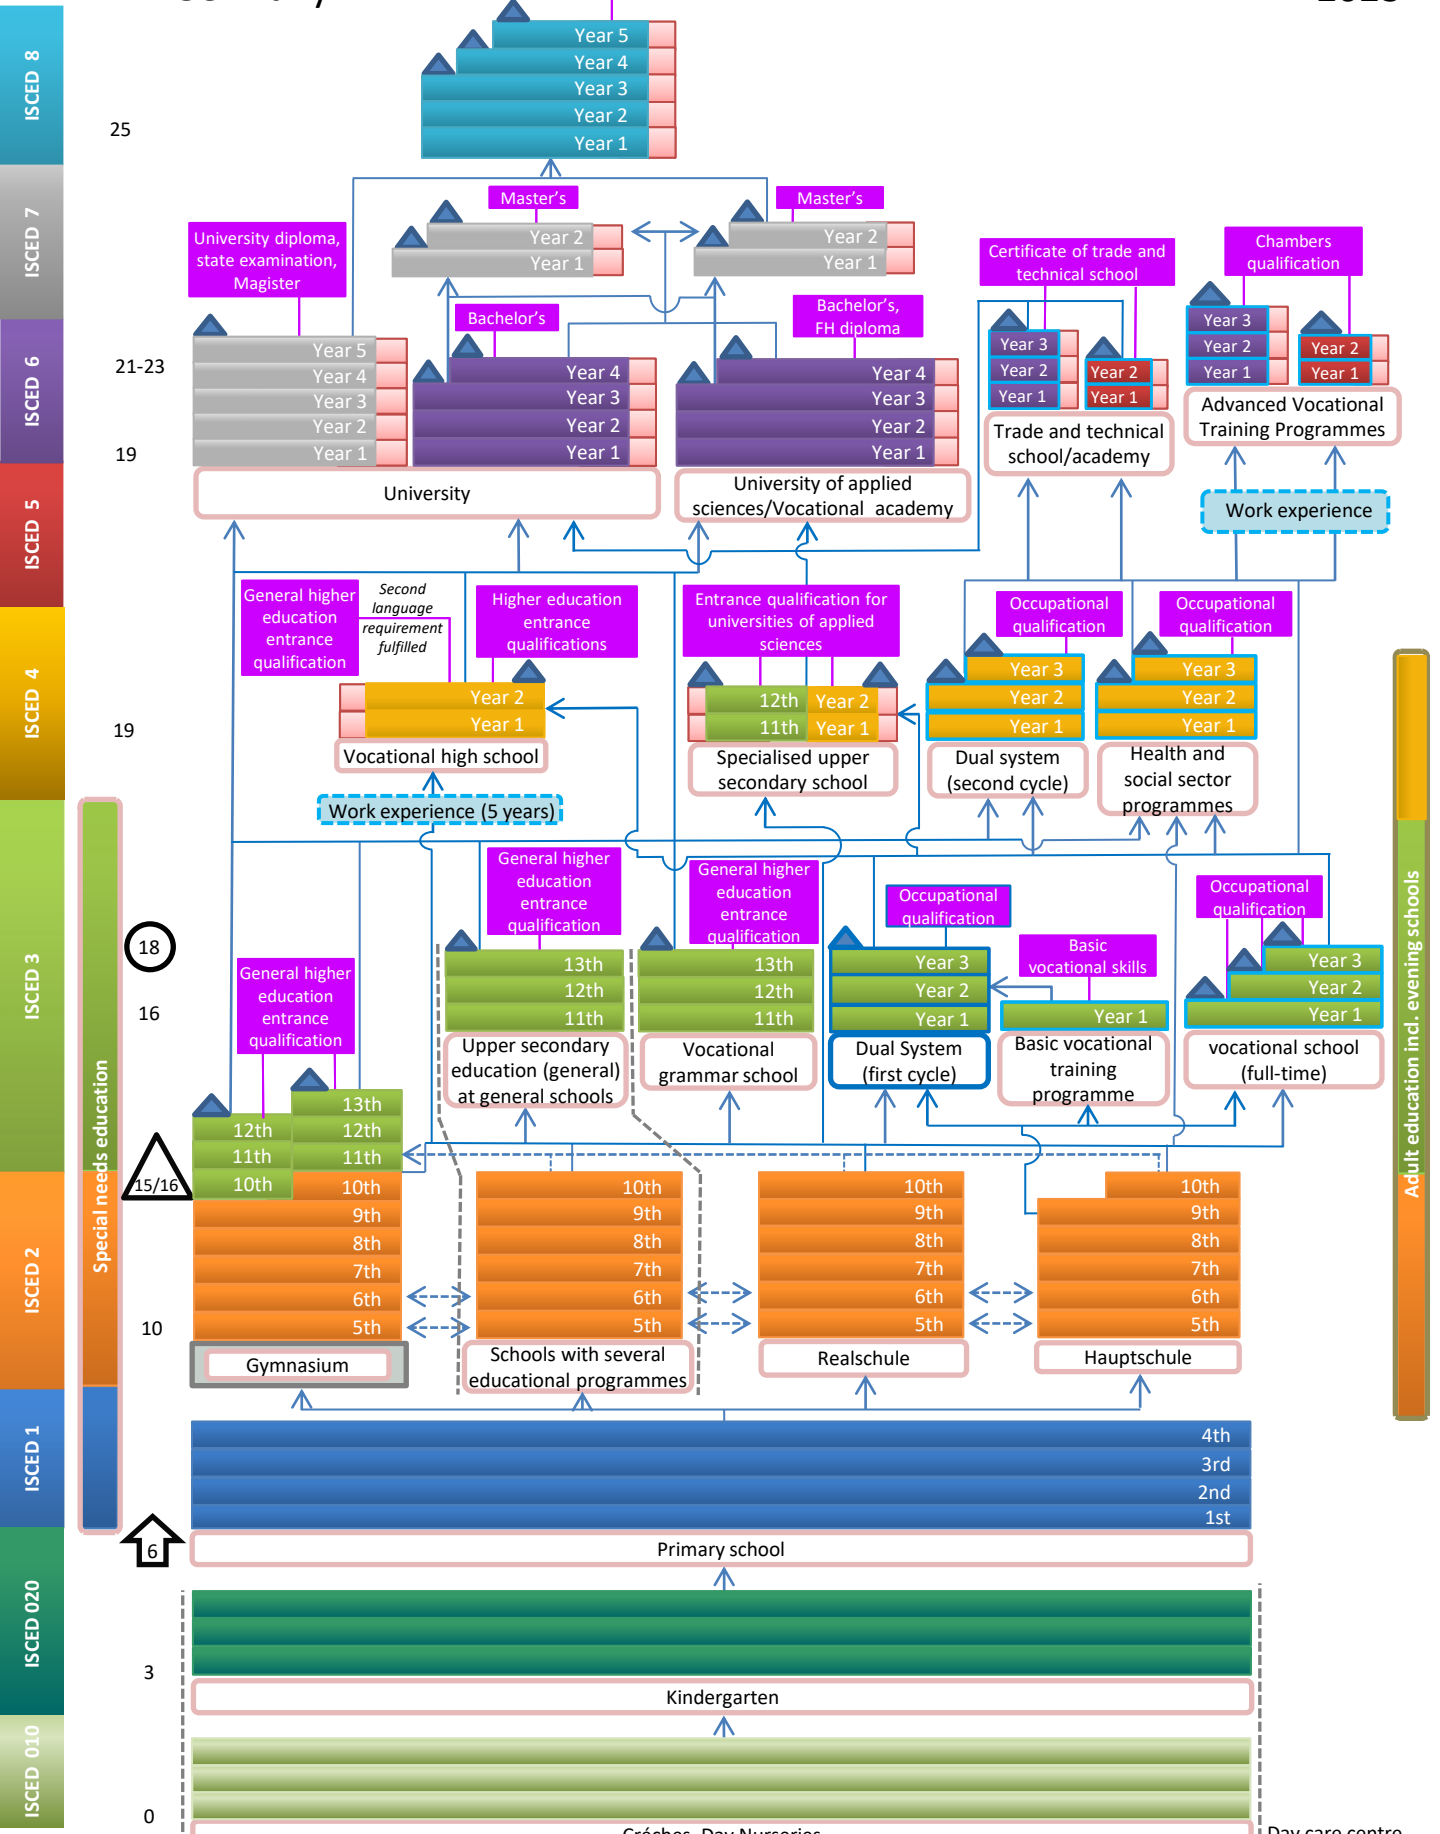 ISCED 8
25
Year 5
Year 4
Year 3
Year 2
Year 1
ISCED 7
Master's
Year 2
Year 1
Master's
Year 2
Year 1
University diploma,
state examination,
Magister
Certificate of trade and
technical school
Chambers
qualification
ISCED 6
21-23
19
Year 5
Year 4
Year 3
Year 2
Year 1
Bachelor's
Year 4
Year 3
Year 2
Year 1
Bachelor's,
FH diploma
Year 4
Year 3
Year 2
Year 1
Year 3
Year 2
Year 1
Year 2
Year 1
Year 3
Year 2
Year 1
Year 2
Year 1
University
University of applied
sciences/Vocational academy
Trade and technical
school/academy
Advanced Vocational
Training Programmes
Work experience
ISCED 5
General higher
education
entrance
qualification
Second
language
requirement
fulfilled
Higher education
entrance
qualifications
Entrance qualification for
universities of applied
sciences
Occupational
qualification
Occupational
qualification
ISCED 4
19
Year 2
Year 1
12th
11th
Year 2
Year 1
Year 3
Year 2
Year 1
Year 3
Year 2
Year 1
Vocational high school
Specialised upper
secondary school
Dual system
(second cycle)
Health and
social sector
programmes
Work experience (5 years)
ISCED 3
18
16
General higher
education
entrance
qualification
General higher
education
entrance
qualification
General higher
education
entrance
qualification
Occupational
qualification
Basic
vocational skills
Occupational
qualification
13th
12th
11th
13th
12th
11th
Year 3
Year 2
Year 1
Year 1
Year 3
Year 2
Year 1
Upper secondary
education (general)
at general schools
Vocational
grammar school
Dual System
(first cycle)
Basic vocational
training
programme
vocational school
(full-time)
12th
11th
10th
13th
12th
11th
15/16
Special needs education
Adult education incl. evening schools
ISCED 2
10
10th
9th
8th
7th
6th
5th
10th
9th
8th
7th
6th
5th
10th
9th
8th
7th
6th
5th
10th
9th
8th
7th
6th
5th
Gymnasium
Schools with several
educational programmes
Realschule
Hauptschule
ISCED 1
4th
3rd
2nd
1st
6
Primary school
ISCED 020
3
Kindergarten
ISCED 010
0